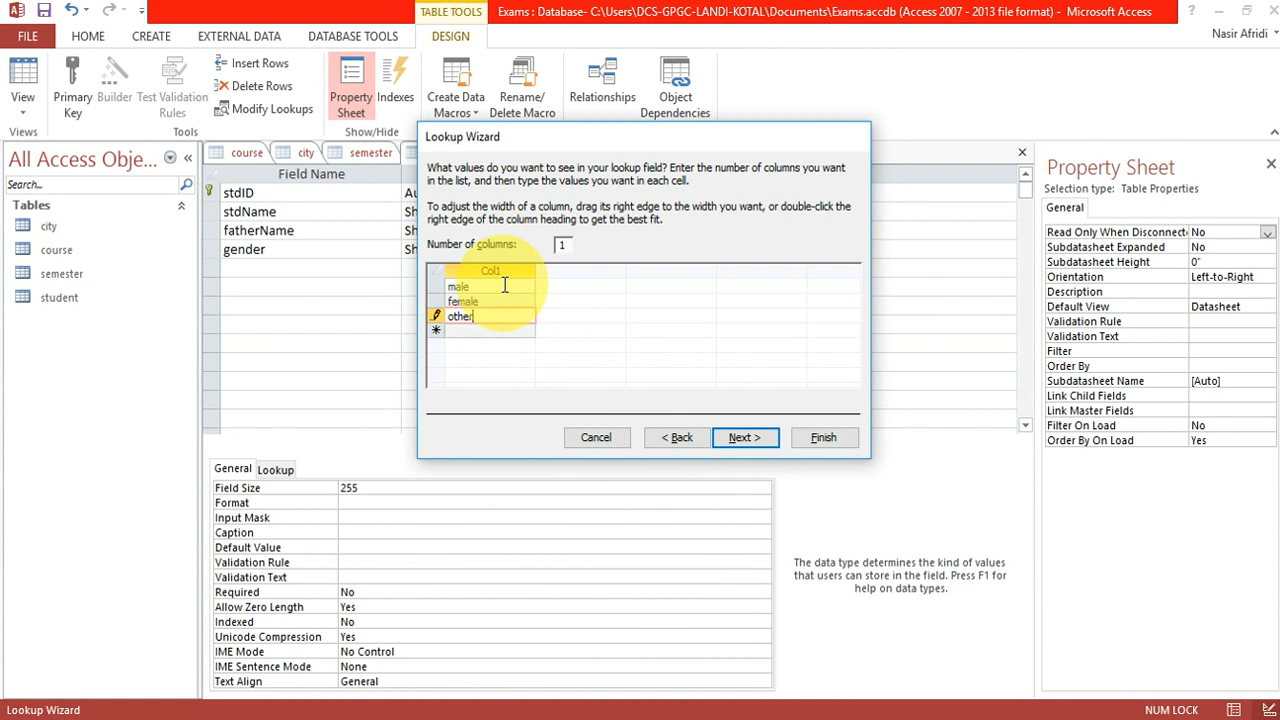 TABLE TOOLS
Exams : Database- C:\Users\DCS-GPGC-LANDI-KOTAL\Documents\Exams.accdb (Access 2007 - 2013 file format) - Microsoft Access
FILE
HOME
CREATE
EXTERNAL DATA
DATABASE TOOLS
DESIGN
Nasir Afridi
View
Primary Key
Builder
Test Validation Rules
Insert Rows
Delete Rows
Modify Lookups
Property Sheet
Indexes
Create Data Macros
Rename/ Delete Macro
Relationships
Object Dependencies
Views
Tools
Show/Hide
All Access Obje...
Search...
Tables
city
course
semester
student
course
city
semester
Field Name
stdID
Au
stdName
Sh
fatherName
Sh
gender
Sh
Lookup Wizard
What values do you want to see in your lookup field? Enter the number of columns you want
in the list, and then type the values you want in each cell.
To adjust the width of a column, drag its right edge to the width you want, or double-click the
right edge of the column heading to get the best fit.
Number of columns: 1
Col1
male
female
other
Cancel
< Back
Next >
Finish
General
Lookup
Field Size 255
Format
Input Mask
Caption
Default Value
Validation Rule
Validation Text
Required No
Allow Zero Length Yes
Indexed No
Unicode Compression Yes
IME Mode No Control
IME Sentence Mode None
Text Align General
The data type determines the kind of values
that users can store in the field. Press F1 for
help on data types.
Property Sheet
Selection type: Table Properties
General
Read Only When Disconnecte No
Subdatasheet Expanded No
Subdatasheet Height 0"
Orientation Left-to-Right
Description
Default View Datasheet
Validation Rule
Validation Text
Filter
Order By
Subdatasheet Name [Auto]
Link Child Fields
Link Master Fields
Filter On Load No
Order By On Load Yes
Lookup Wizard
NUM LOCK